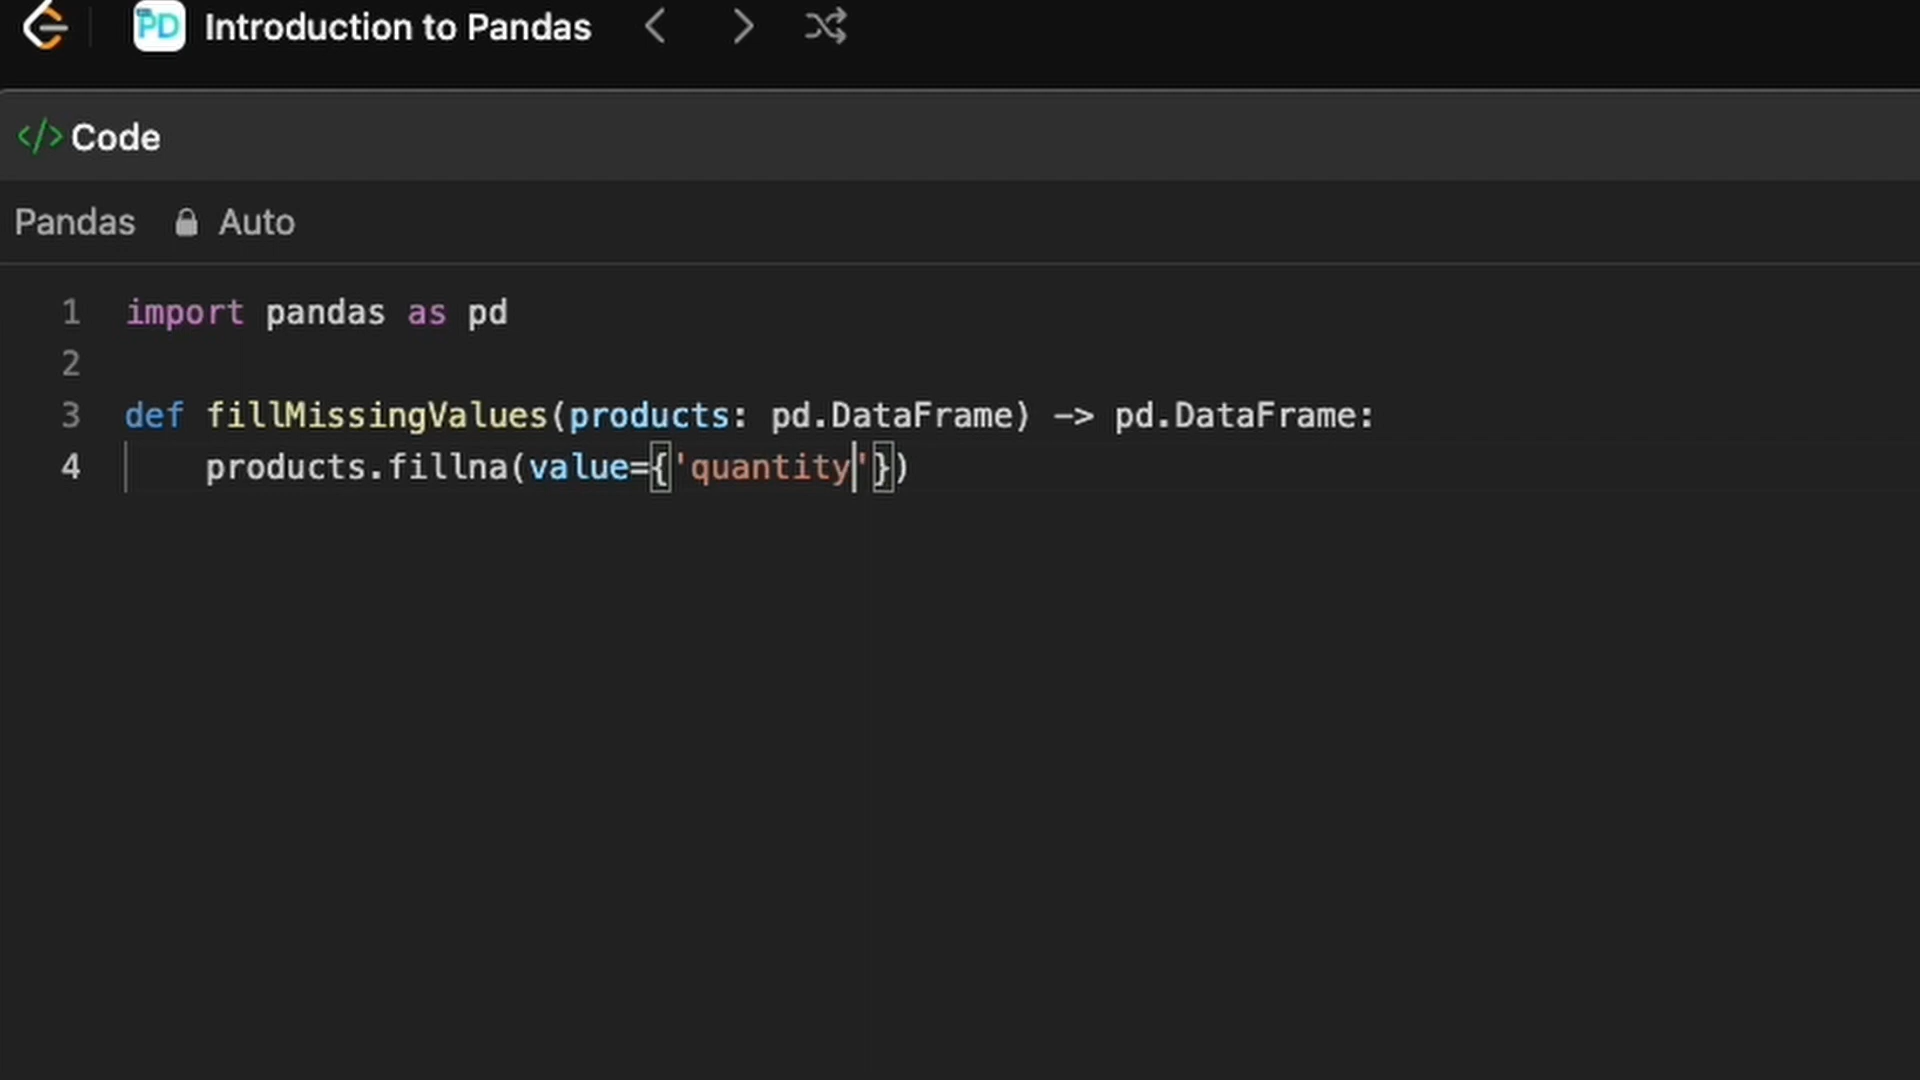 PD Introduction to Pandas
</> Code
Pandas Auto
1 import pandas as pd
2
3 def fillMissingValues(products: pd.DataFrame) -> pd.DataFrame:
4 products.fillna(value={'quantity'})